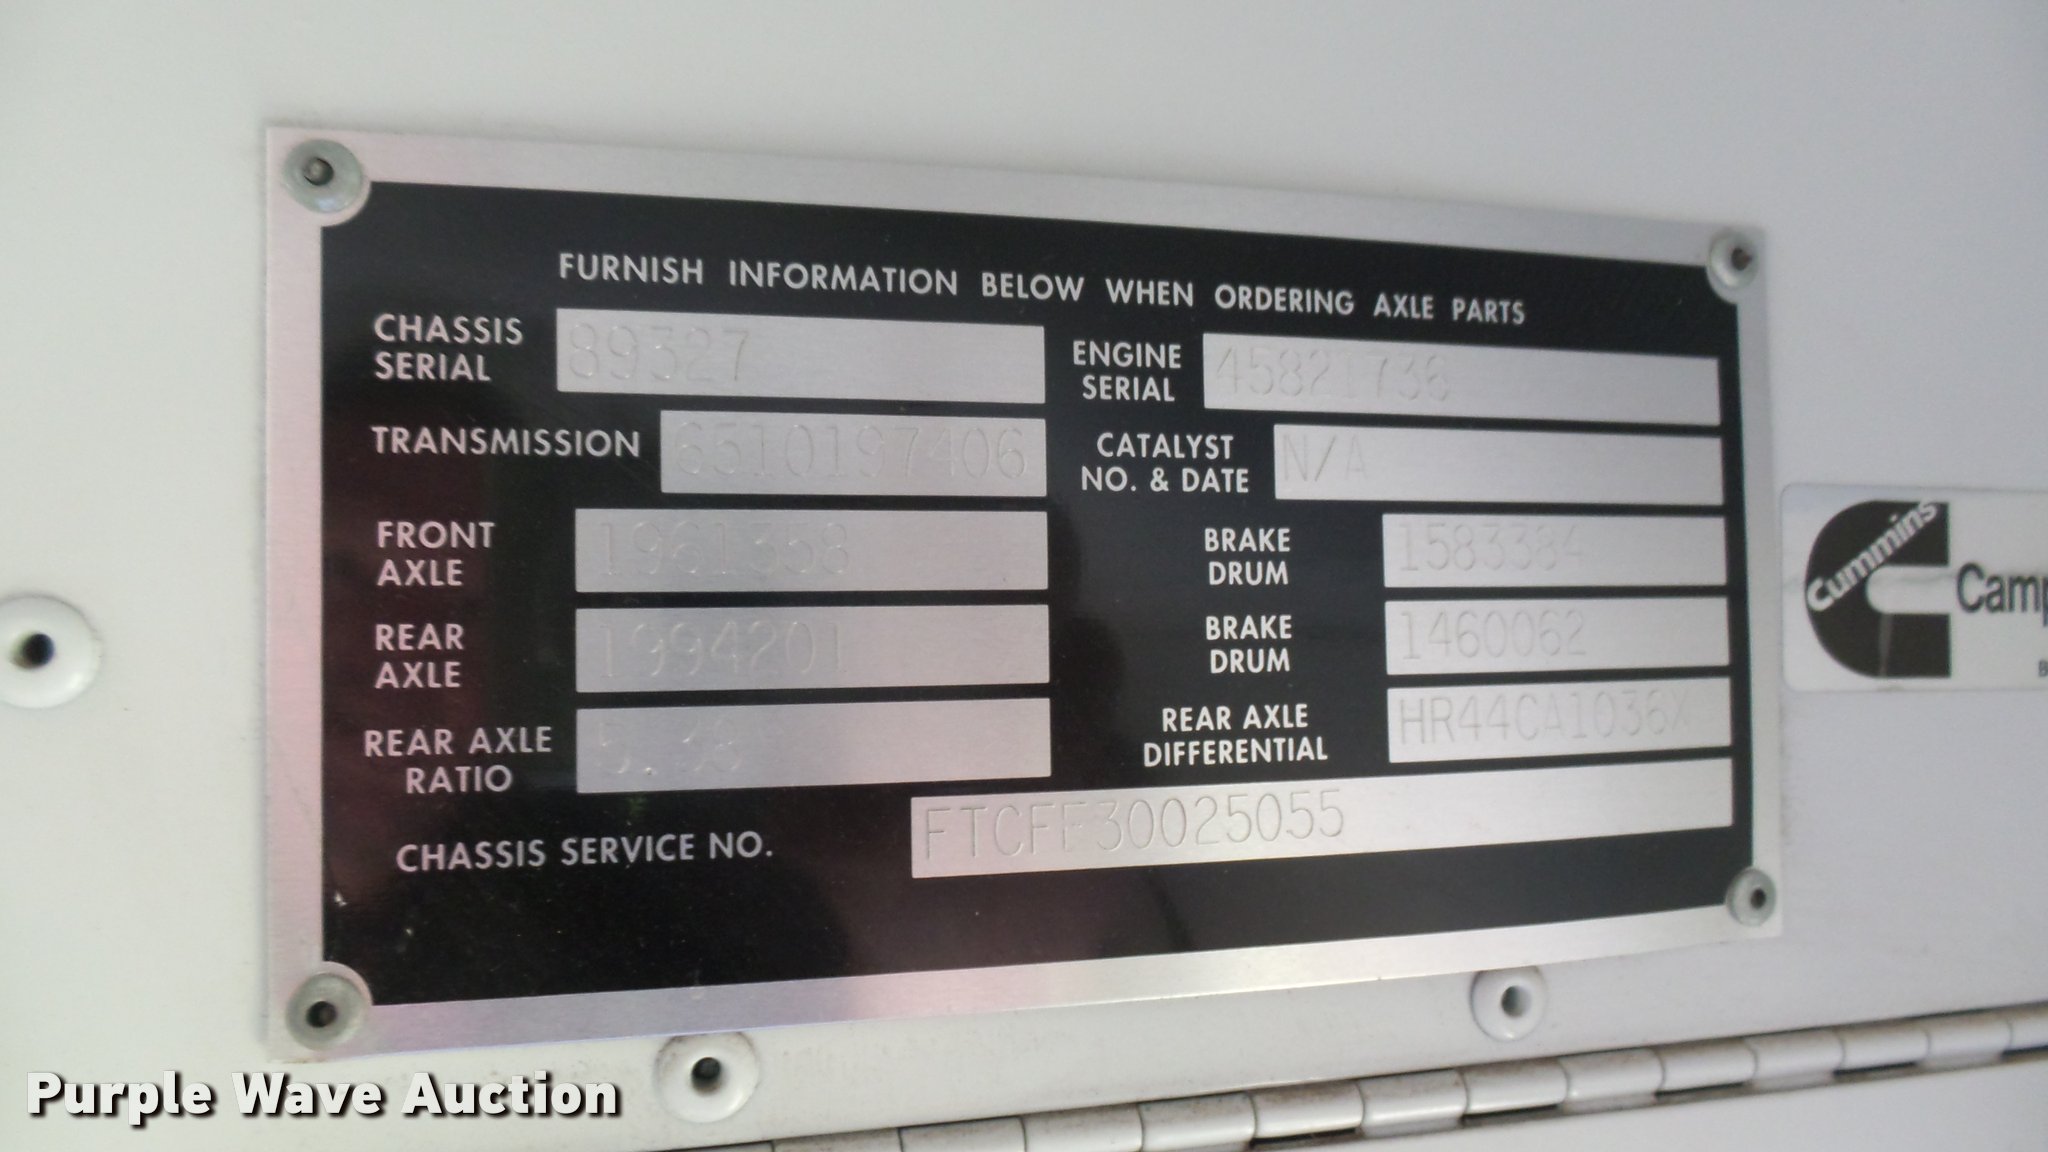 FURNISH INFORMATION BELOW WHEN ORDERING AXLE PARTS
CHASSIS SERIAL 89327
ENGINE SERIAL 45821736
TRANSMISSION 6510197406
CATALYST NO. & DATE N/A
FRONT AXLE 1961358
BRAKE DRUM 1583384
REAR AXLE 1994201
BRAKE DRUM 1460062
REAR AXLE RATIO
REAR AXLE DIFFERENTIAL HR44CA1036X
CHASSIS SERVICE NO. FTCFF30025055
Cummins
Camp
Purple Wave Auction